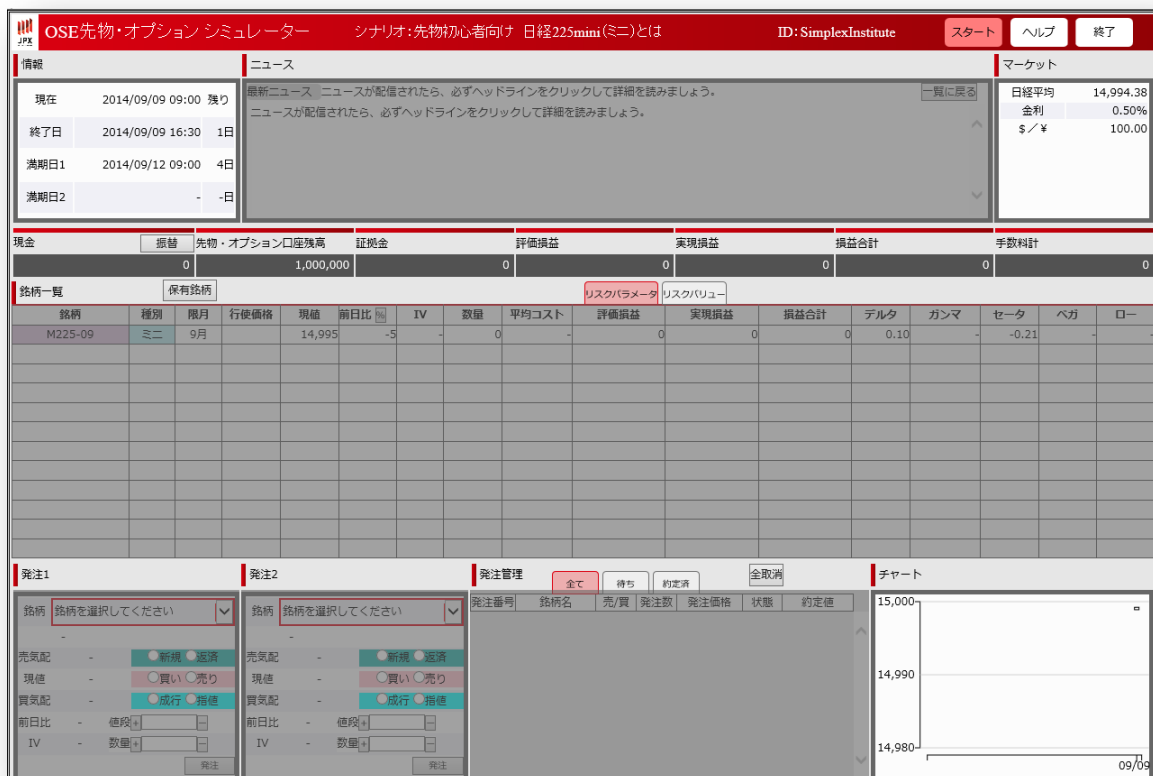 JPX OSE先物・オプション シミュレーター シナリオ:先物初心者向け 日経225mini(ミニ)とは ID: SimplexInstitute スタート ヘルプ 終了
情報 ニュース マーケット
最新ニュース ニュースが配信されたら、必ずヘッドラインをクリックして詳細を読みましょう。 一覧に戻る
ニュースが配信されたら、必ずヘッドラインをクリックして詳細を読みましょう。
現在 2014/09/09 09:00 残り
終了日 2014/09/09 16:30 1日
満期日1 2014/09/12 09:00 4日
満期日2 - -日
日経平均 14,994.38
金利 0.50%
$/¥ 100.00
現金 振替 先物・オプション口座残高 証拠金 評価損益 実現損益 損益合計 手数料計
0 1,000,000 0 0 0 0 0
銘柄一覧 保有銘柄 リスクパラメータ リスクバリュー
銘柄 種別 限月 行使価格 現値 前日比 % IV 数量 平均コスト 評価損益 実現損益 損益合計 デルタ ガンマ セータ ベガ ロー
M225-09 ミニ 9月 14,995 -5 - 0 - 0 0 0 0.10 - -0.21 - -
発注1 発注2 発注管理 全て 待ち 約定済 全取消 チャート
銘柄 銘柄を選択してください
-
売気配 - 新規 返済
現値 - 買い 売り
買気配 - 成行 指値
前日比 - 値段 + -
IV - 数量 + -
発注
銘柄 銘柄を選択してください
-
売気配 - 新規 返済
現値 - 買い 売り
買気配 - 成行 指値
前日比 - 値段 + -
IV - 数量 + -
発注
発注番号 銘柄名 売/買 発注数 発注価格 状態 約定値
15,000
14,990
14,980
09/09